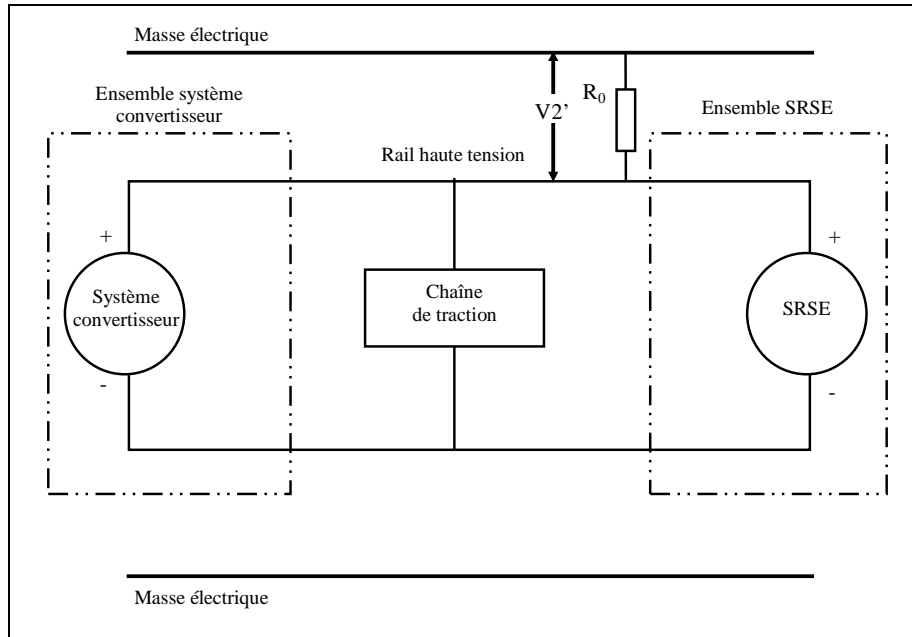 Masse électrique
Ensemble système
convertisseur
V2’
R0
Ensemble SRSE
Rail haute tension
+
+
Système
convertisseur
Chaîne
de traction
SRSE
-
-
Masse électrique